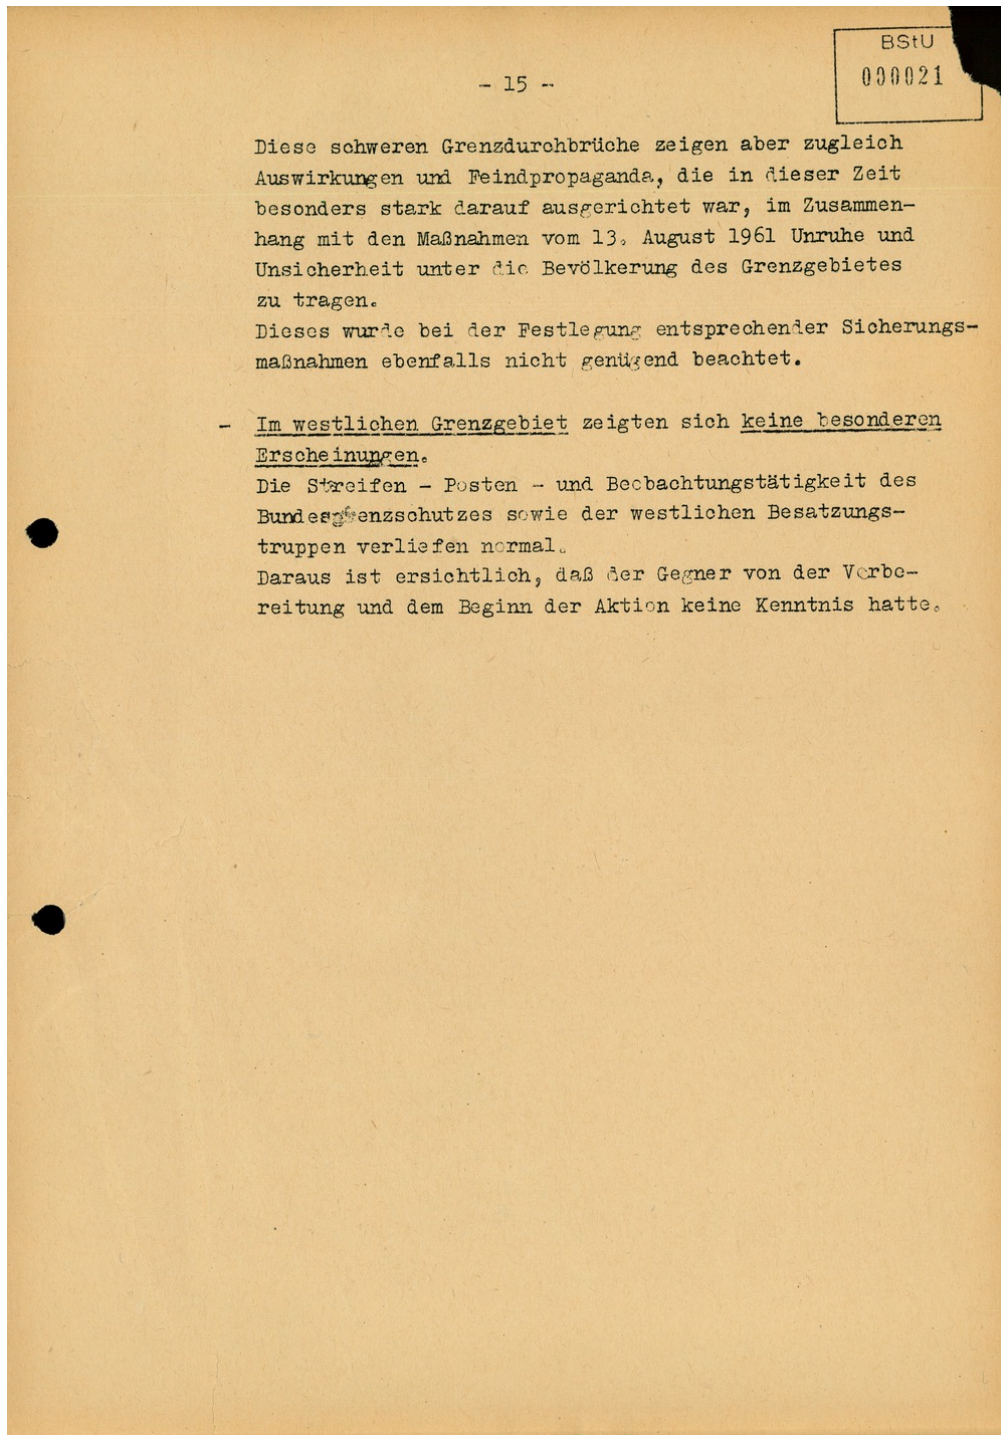 BStU
000021
- 15 -
Diese schweren Grenzdurchbrüche zeigen aber zugleich
Auswirkungen und Feindpropaganda, die in dieser Zeit
besonders stark darauf ausgerichtet war, im Zusammen-
hang mit den Maßnahmen vom 13. August 1961 Unruhe und
Unsicherheit unter die Bevölkerung des Grenzgebietes
zu tragen.
Dieses wurde bei der Festlegung entsprechender Sicherungs-
maßnahmen ebenfalls nicht genügend beachtet.
- Im westlichen Grenzgebiet zeigten sich keine besonderen
Erscheinungen.
Die Streifen - Posten - und Beobachtungstätigkeit des
Bundesgrenzschutzes sowie der westlichen Besatzungs-
truppen verliefen normal.
Daraus ist ersichtlich, daß der Gegner von der Vorbe-
reitung und dem Beginn der Aktion keine Kenntnis hatte.